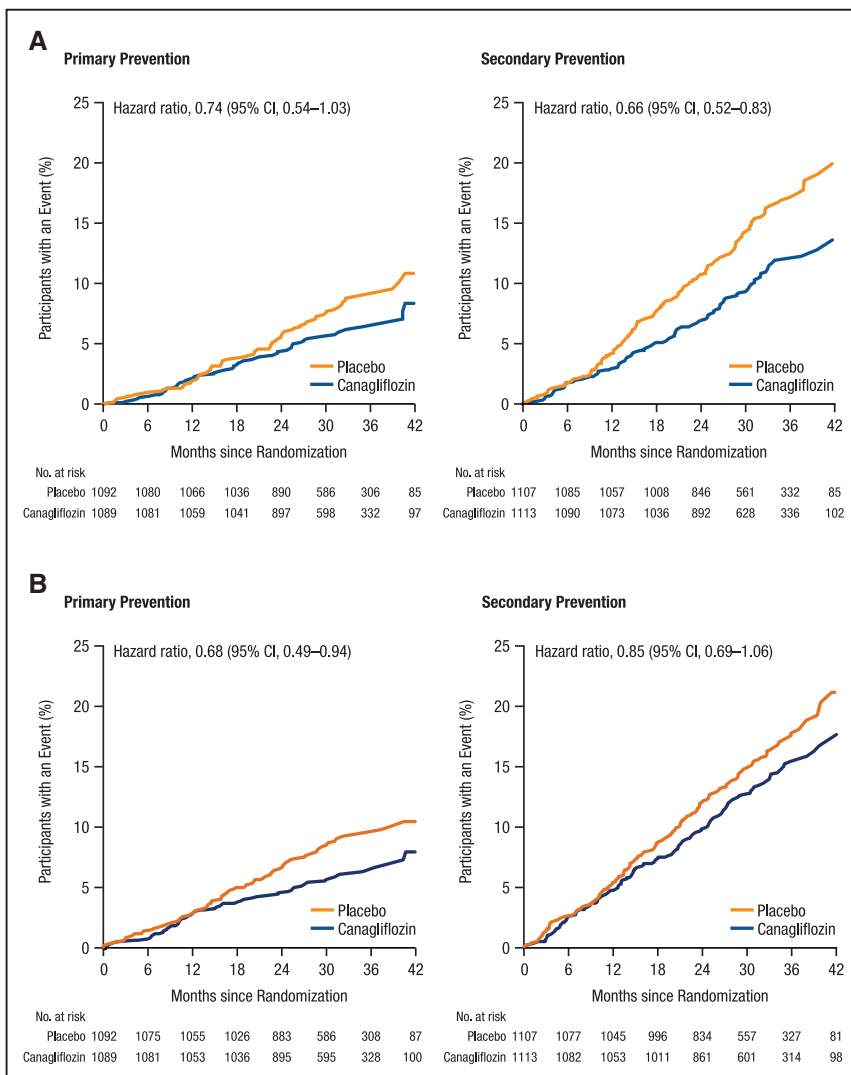 A
Primary Prevention
Hazard ratio, 0.74 (95% CI, 0.54–1.03)
Participants with an Event (%)
25
20
15
10
5
0
Placebo
Canagliflozin
0 6 12 18 24 30 36 42
Months since Randomization
No. at risk
Placebo 1092 1080 1066 1036 890 586 306 85
Canagliflozin 1089 1081 1059 1041 897 598 332 97
Secondary Prevention
Hazard ratio, 0.66 (95% CI, 0.52–0.83)
Participants with an Event (%)
25
20
15
10
5
0
Placebo
Canagliflozin
0 6 12 18 24 30 36 42
Months since Randomization
No. at risk
Placebo 1107 1085 1057 1008 846 561 332 85
Canagliflozin 1113 1090 1073 1036 892 628 336 102
B
Primary Prevention
Hazard ratio, 0.68 (95% CI, 0.49–0.94)
Participants with an Event (%)
25
20
15
10
5
0
Placebo
Canagliflozin
0 6 12 18 24 30 36 42
Months since Randomization
No. at risk
Placebo 1092 1075 1055 1026 883 586 308 87
Canagliflozin 1089 1081 1053 1036 895 595 328 100
Secondary Prevention
Hazard ratio, 0.85 (95% CI, 0.69–1.06)
Participants with an Event (%)
25
20
15
10
5
0
Placebo
Canagliflozin
0 6 12 18 24 30 36 42
Months since Randomization
No. at risk
Placebo 1107 1077 1045 996 834 557 327 81
Canagliflozin 1113 1082 1053 1011 861 601 314 98